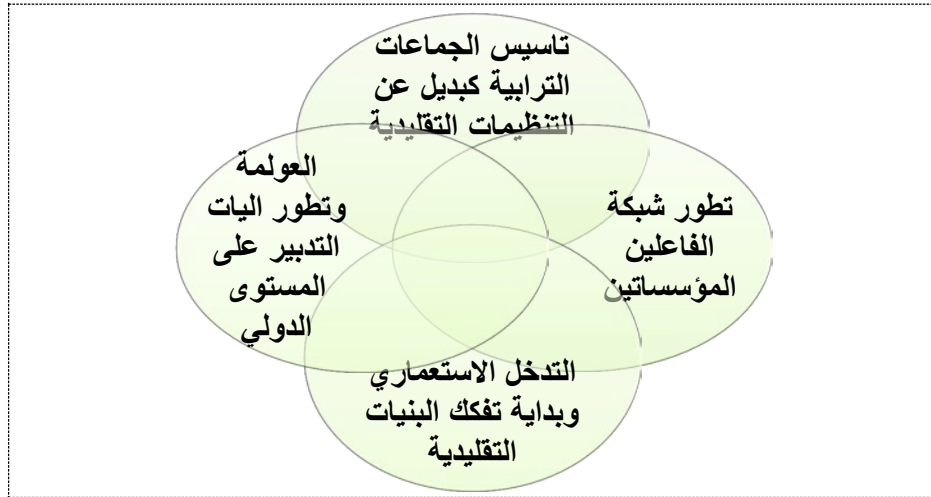 تاسيس الجماعات
الترابية كبديل عن
التنظيمات التقليدية
تطور شبكة
الفاعلين
المؤسساتين
العولمة
وتطور اليات
التدبير على
المستوى
الدولي
التدخل الاستعماري
وبداية تفكك البنيات
التقليدية